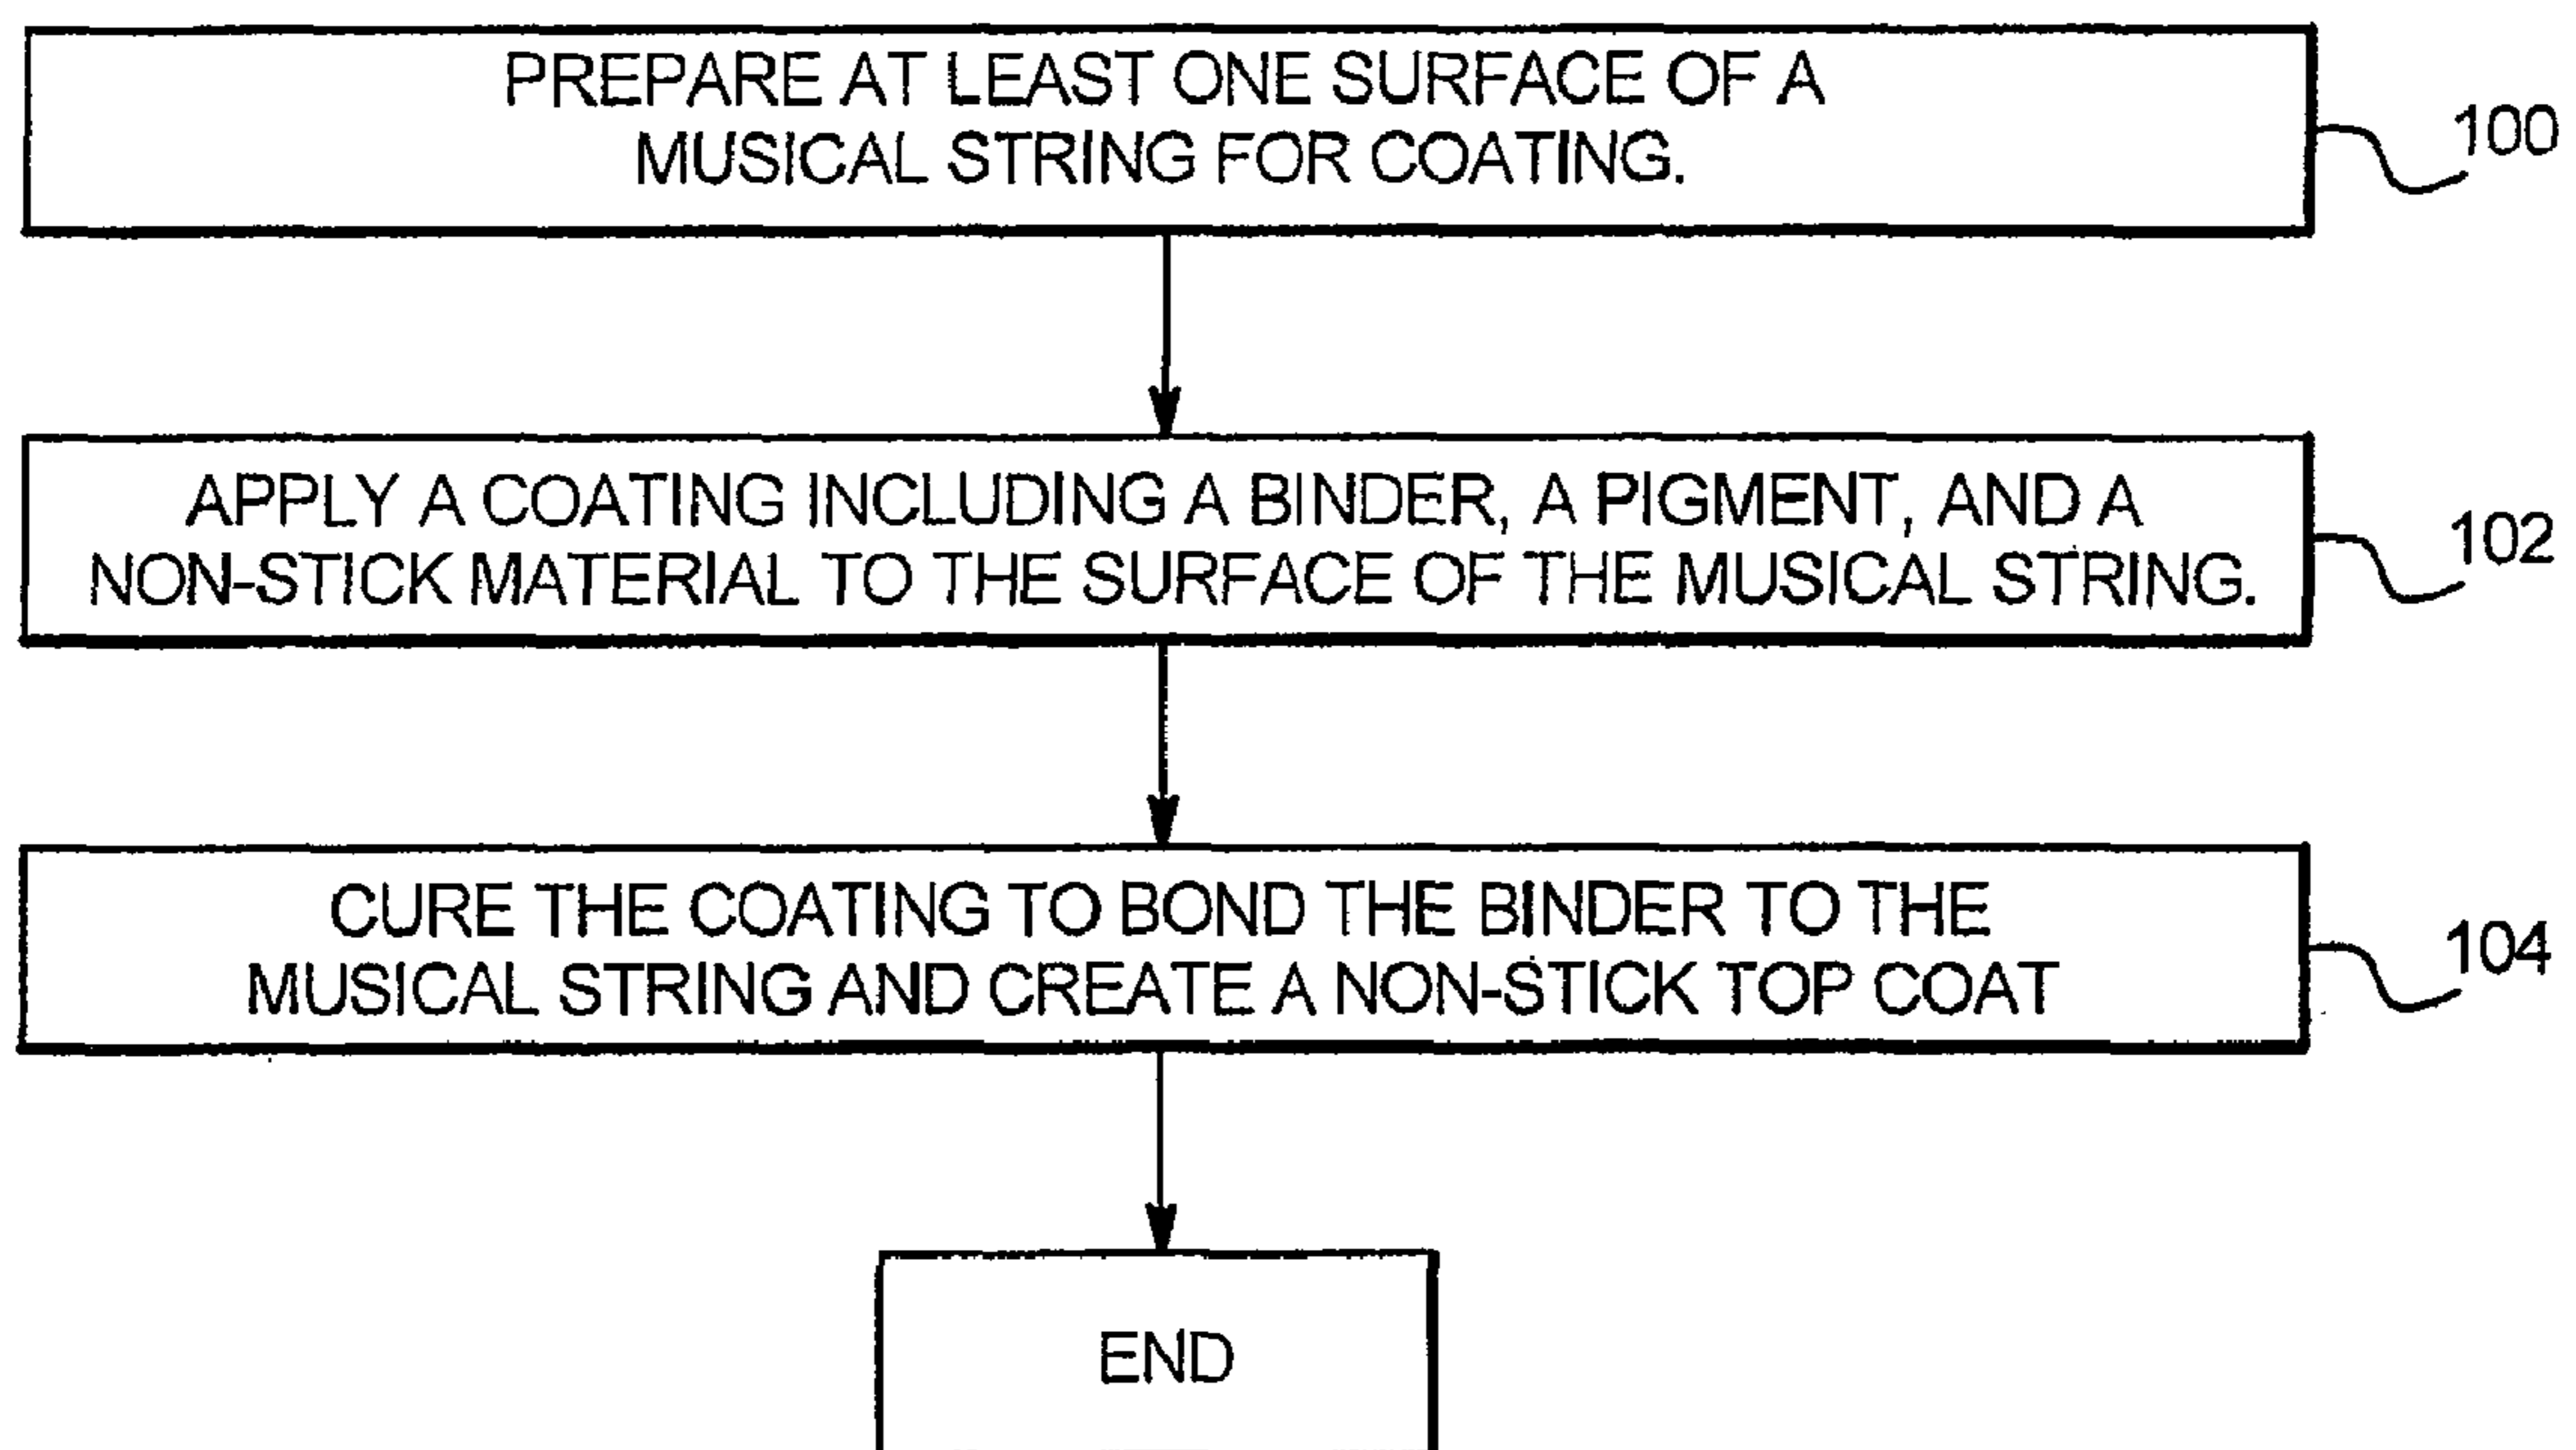 PREPARE AT LEAST ONE SURFACE OF A
MUSICAL STRING FOR COATING.
100
APPLY A COATING INCLUDING A BINDER, A PIGMENT, AND A
NON-STICK MATERIAL TO THE SURFACE OF THE MUSICAL STRING.
102
CURE THE COATING TO BOND THE BINDER TO THE
MUSICAL STRING AND CREATE A NON-STICK TOP COAT
104
END